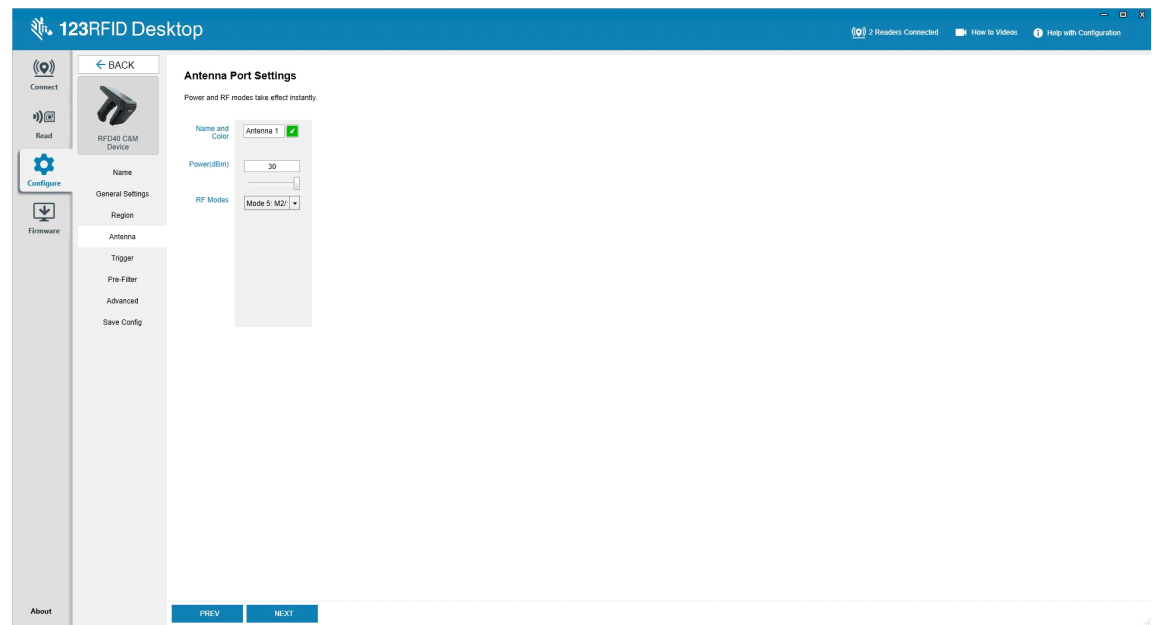 123RFID Desktop
2 Readers Connected
How to Videos
Help with Configuration
Connect
Read
Configure
Firmware
About
BACK
RFD40 C&M
Device
Name
General Settings
Region
Antenna
Trigger
Pre-Filter
Advanced
Save Config
Antenna Port Settings
Power and RF modes take effect instantly.
Name and
Color
Antenna 1
Power(dBm)
30
RF Modes
Mode 5: M2/
PREV
NEXT